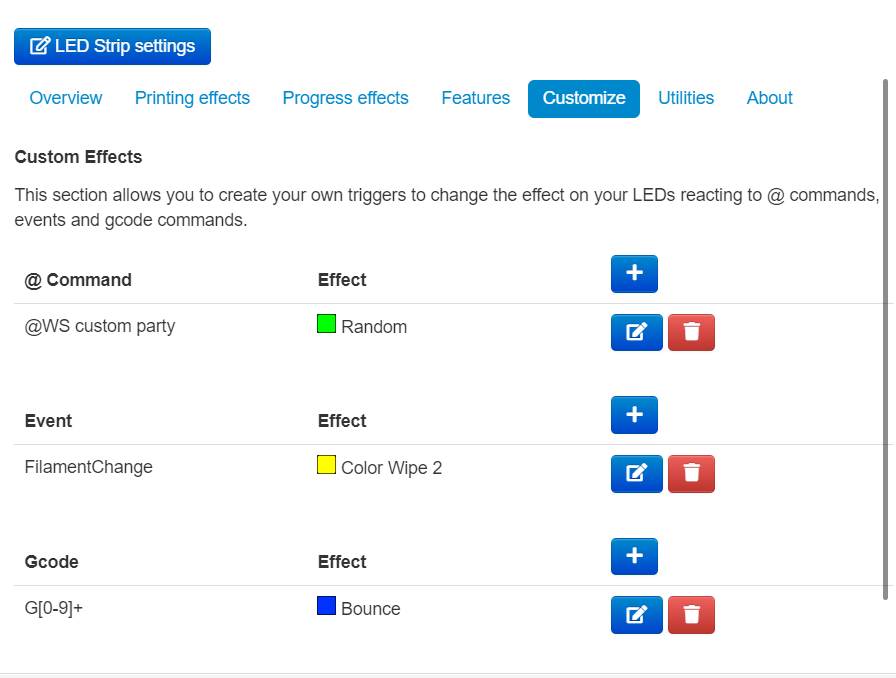 LED Strip settings
Overview Printing effects Progress effects Features Customize Utilities About
Custom Effects
This section allows you to create your own triggers to change the effect on your LEDs reacting to @ commands,
events and gcode commands.
@ Command Effect
@WS custom party Random
Event Effect
FilamentChange Color Wipe 2
Gcode Effect
G[0-9]+ Bounce